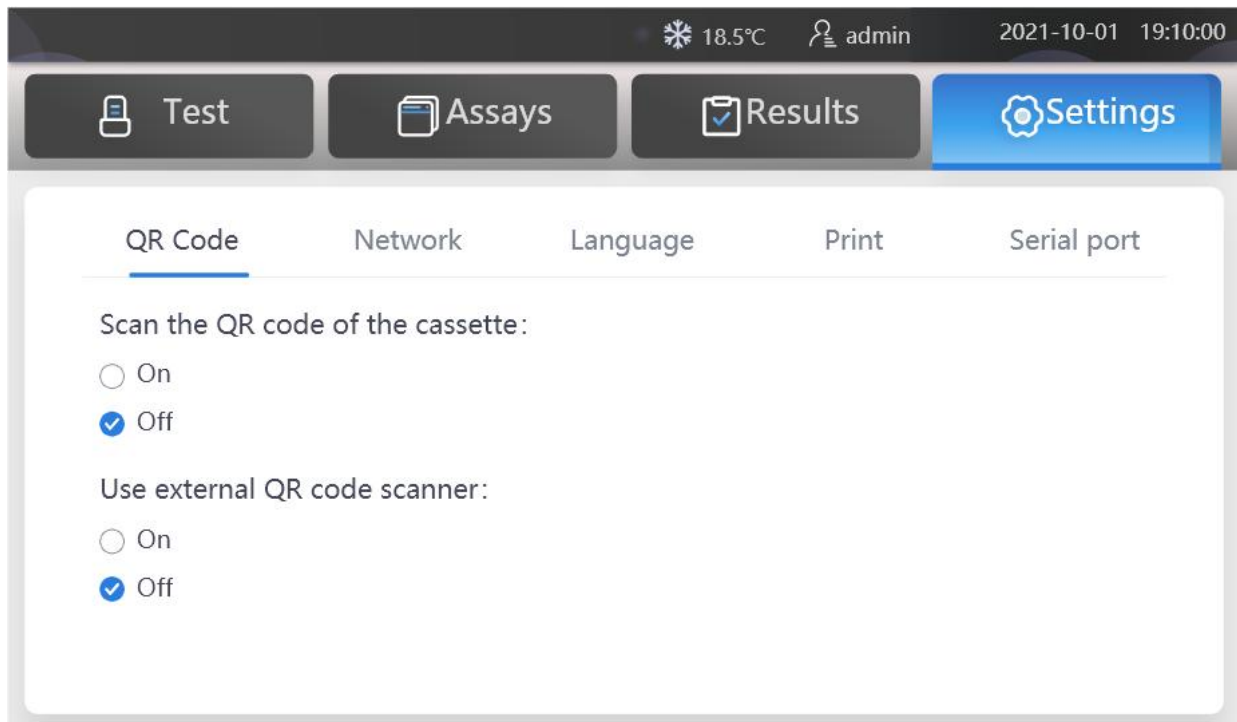 18.5℃ admin 2021-10-01 19:10:00
Test Assays Results Settings
QR Code Network Language Print Serial port
Scan the QR code of the cassette:
On
Off
Use external QR code scanner:
On
Off